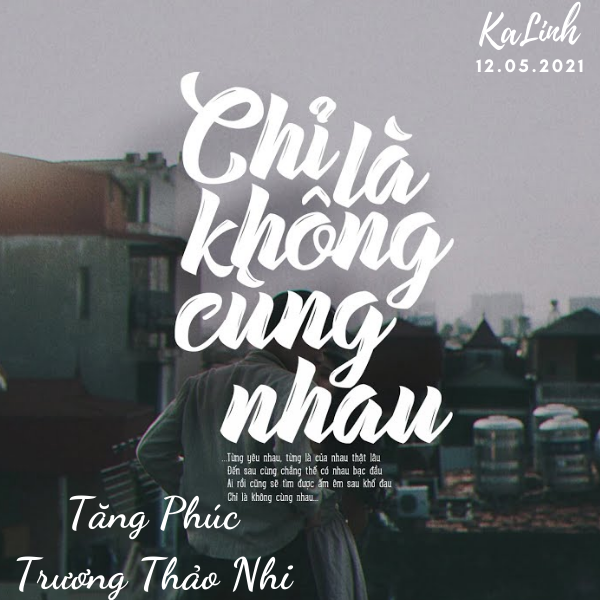 KaLinh
12.05.2021
Chỉ là
không
cùng
nhau
...Từng yêu nhau, từng là của nhau thật lâu
Đến sau cùng chẳng thể có nhau bạc đầu
Ai rồi cũng sẽ tìm được ấm êm sau khổ đau
Chỉ là không cùng nhau...
Tăng Phúc
Trương Thảo Nhi